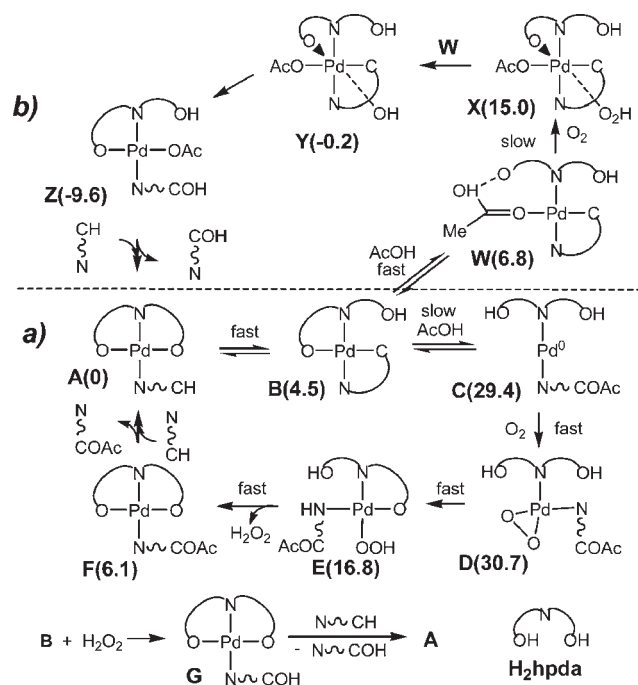 b)
O N OH
AcO Pd C
N OH
Y(-0.2)
W
O N OH
AcO Pd C
N O₂H
X(15.0)
slow O₂
N OH
O Pd OAc
N COH
Z(-9.6)
O N OH
OH
Me O Pd C
N
W(6.8)
CH
N
COH
N
AcOH
fast
a)
N
O Pd O
N CH
A(0)
fast
N OH
O Pd C
N
B(4.5)
slow
AcOH
HO N OH
Pd⁰
N COAc
C(29.4)
N
COAc
N
CH
O₂ fast
N
O Pd O
N COAc
F(6.1)
fast
H₂O₂
HO N
HN Pd O
AcOC OOH
E(16.8)
fast
HO N OH
Pd N
O O COAc
D(30.7)
B + H₂O₂
N
O Pd O
N COH
G
N CH
- N COH
A
N
OH OH
H₂hpda